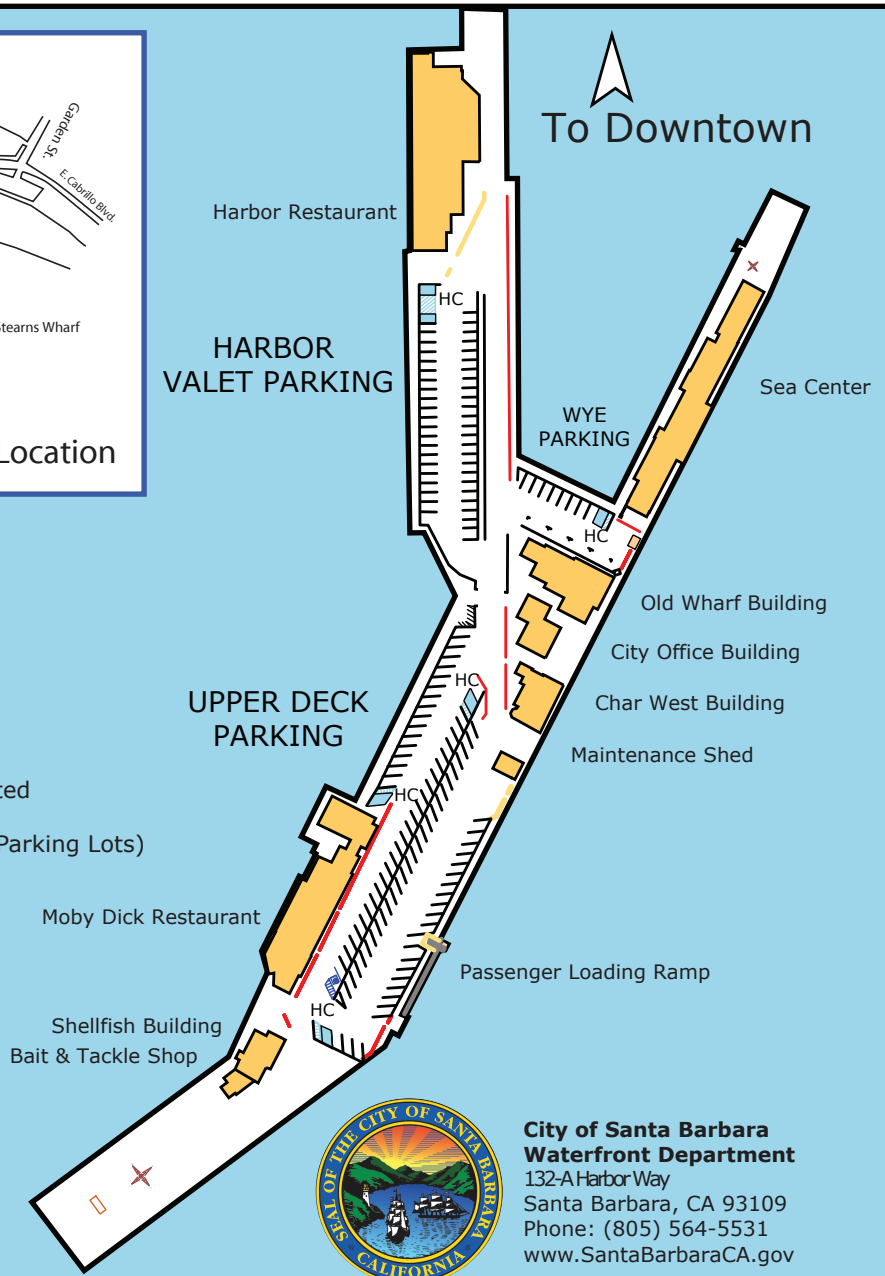 Garden St.
E. Cabrillo Blvd.
Stearns Wharf
Location
To Downtown
Harbor Restaurant
HC
HARBOR
VALET PARKING
Sea Center
WYE
PARKING
HC
Old Wharf Building
City Office Building
HC
UPPER DECK
PARKING
Char West Building
Maintenance Shed
HC
ted
Parking Lots)
Moby Dick Restaurant
Passenger Loading Ramp
HC
Shellfish Building
Bait & Tackle Shop
SEAL OF THE CITY OF SANTA BARBARA
CALIFORNIA
City of Santa Barbara
Waterfront Department
132-A Harbor Way
Santa Barbara, CA 93109
Phone: (805) 564-5531
www.SantaBarbaraCA.gov